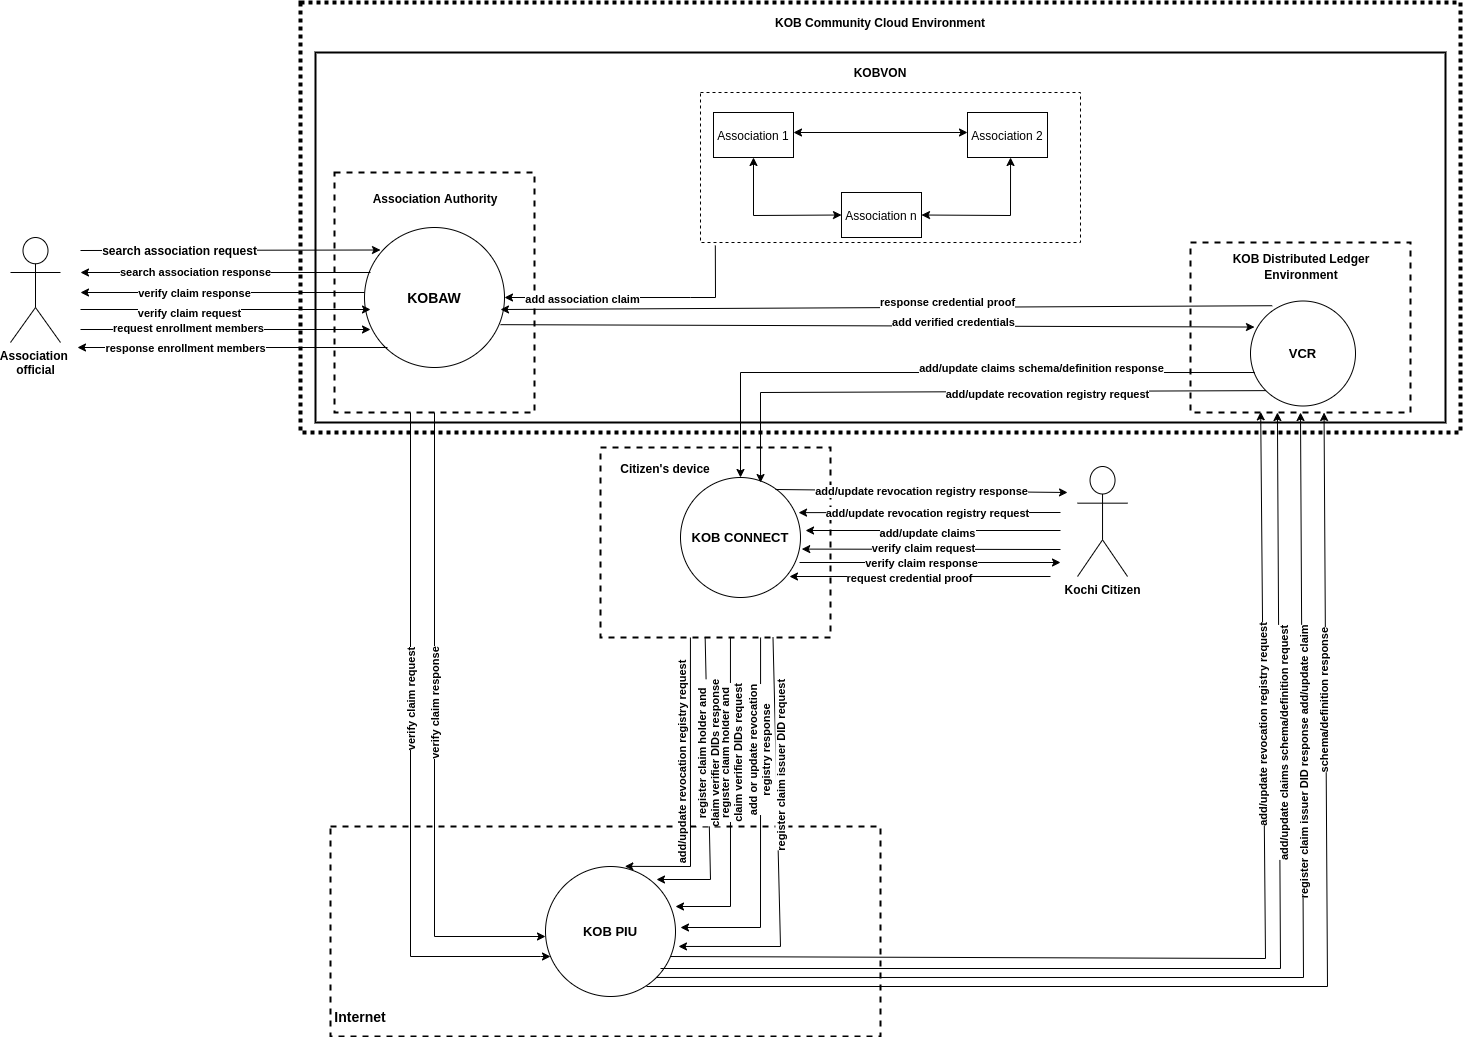 KOB Community Cloud Environment
KOBVON
Association 1
Association 2
Association n
Association Authority
KOBAW
search association request
search association response
verify claim response
verify claim request
request enrollment members
response enrollment members
Association
official
add association claim
response credential proof
add verified credentials
KOB Distributed Ledger
Environment
VCR
add/update claims schema/definition response
add/update recovation registry request
Citizen's device
KOB CONNECT
add/update revocation registry response
add/update revocation registry request
add/update claims
verify claim request
verify claim response
request credential proof
Kochi Citizen
verify claim request
verify claim response
add/update revocation registry request
register claim holder and
claim verifier DIDs response
register claim holder and
claim verifier DIDs request
add or update revocation
registry response
register claim issuer DID request
add/update revocation registry request
add/update claims schema/definition request
register claim issuer DID response add/update claim
schema/definition response
KOB PIU
Internet